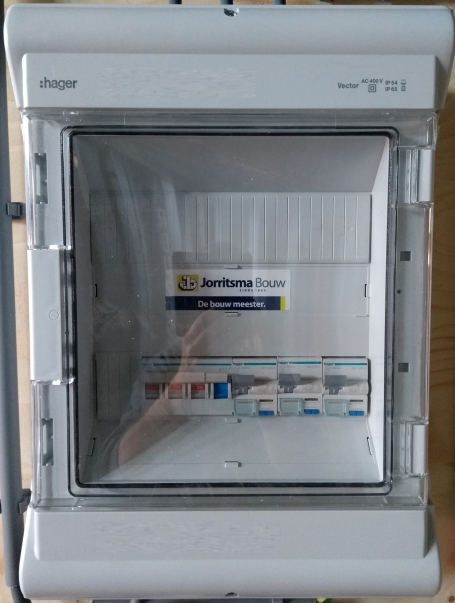 :hager
Vector AC 400 V IP 54
IP 65
Jorritsma Bouw
De bouw meester.